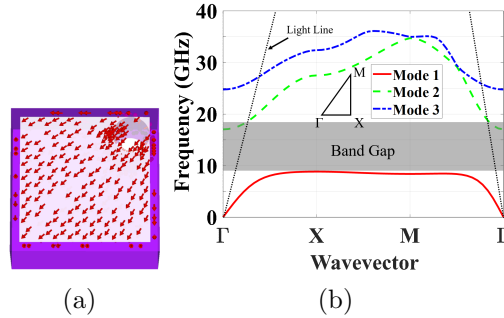 40
30
20
10
0
Frequency (GHz)
Light Line
Mode 1
Mode 2
Mode 3
M
Γ X
Band Gap
Γ X M Γ
Wavevector
(a) (b)